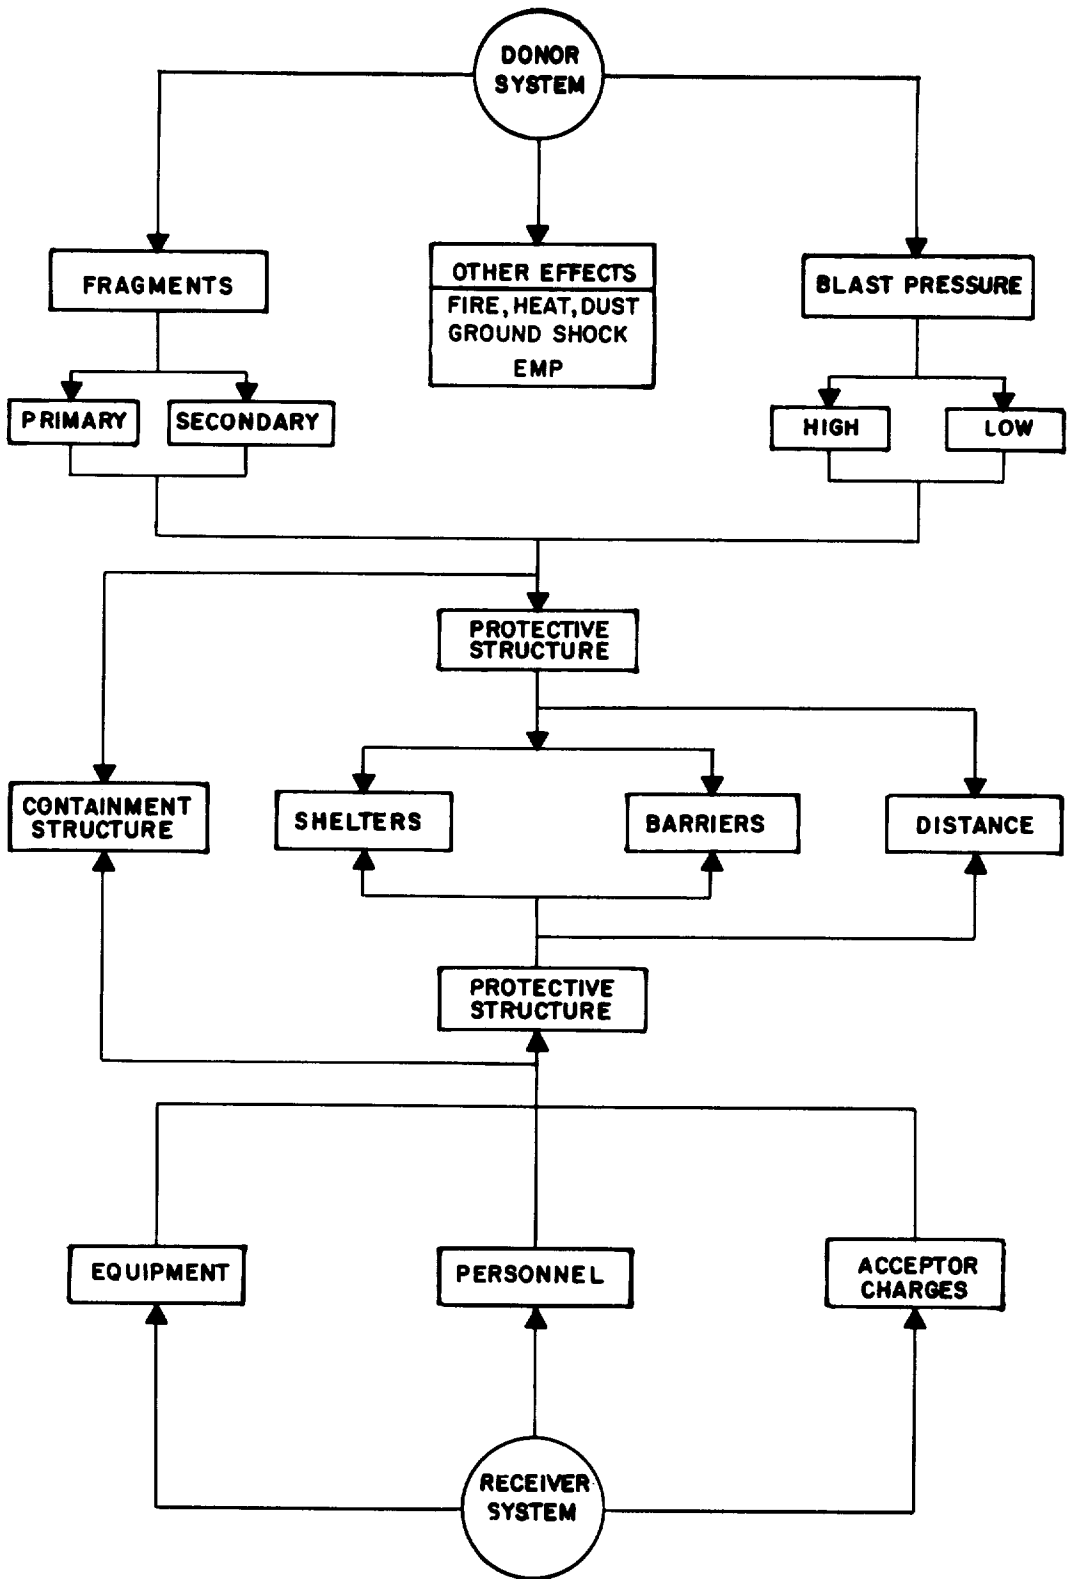 DONOR
SYSTEM
FRAGMENTS
OTHER EFFECTS
FIRE, HEAT, DUST
GROUND SHOCK
EMP
BLAST PRESSURE
PRIMARY
SECONDARY
HIGH
LOW
PROTECTIVE
STRUCTURE
CONTAINMENT
STRUCTURE
SHELTERS
BARRIERS
DISTANCE
PROTECTIVE
STRUCTURE
EQUIPMENT
PERSONNEL
ACCEPTOR
CHARGES
RECEIVER
SYSTEM